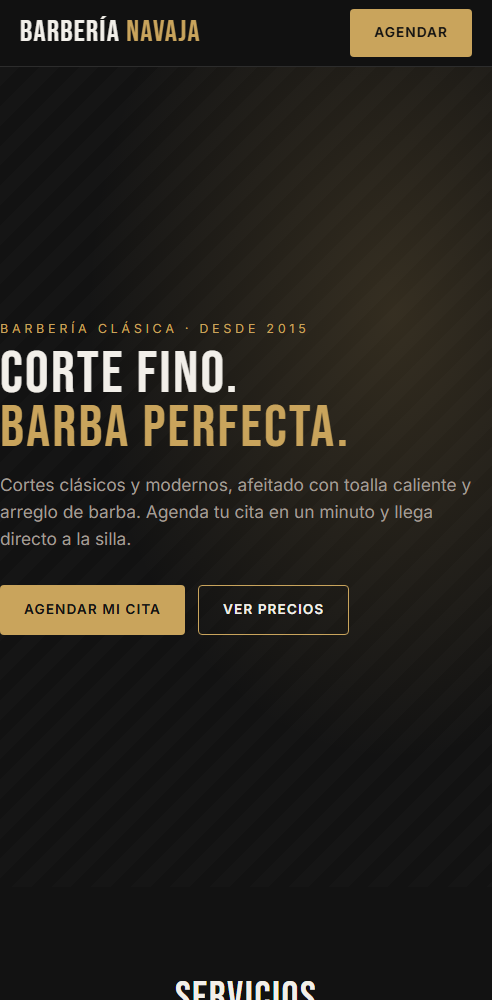 BARBERÍA NAVAJA
AGENDAR
BARBERÍA CLÁSICA · DESDE 2015
CORTE FINO.
BARBA PERFECTA.
Cortes clásicos y modernos, afeitado con toalla caliente y
arreglo de barba. Agenda tu cita en un minuto y llega
directo a la silla.
AGENDAR MI CITA
VER PRECIOS
SERVICIOS